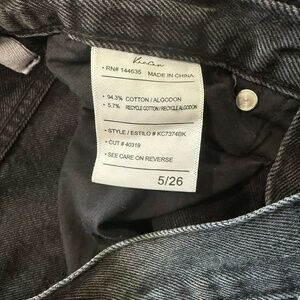 KanCan
• RN# 144635 MADE IN CHINA
• 94.3% COTTON / ALGODON
• 5.7% RECYCLE COTTON / RECYCLE ALGODON
• STYLE / ESTILO # KC7374BK
• CUT # 40319
• SEE CARE ON REVERSE
5/26